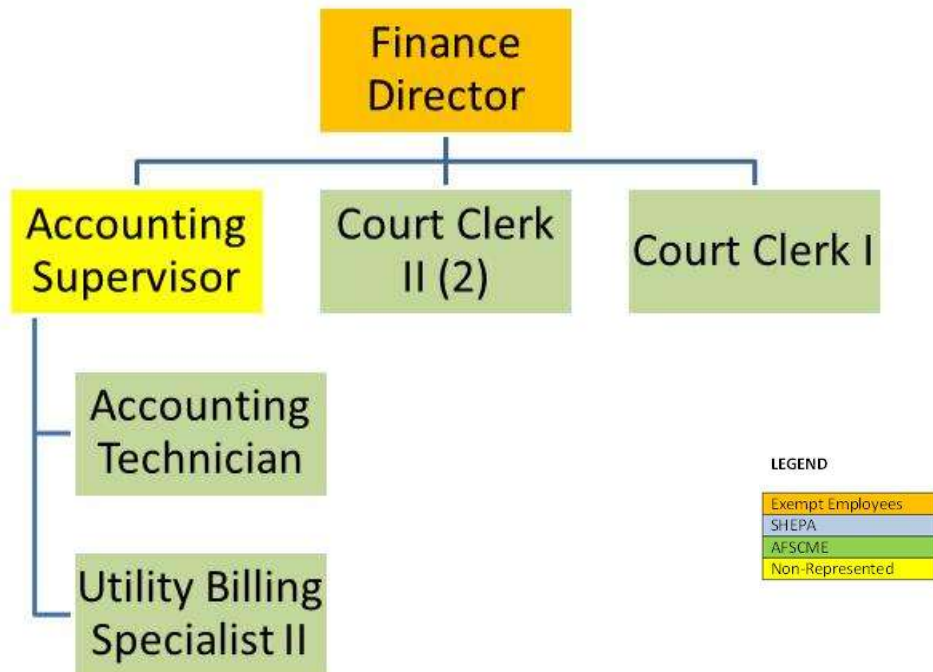 Finance
Director
Accounting
Supervisor
Court Clerk
II (2)
Court Clerk I
Accounting
Technician
Utility Billing
Specialist II
LEGEND
Exempt Employees
SHEPA
AFSCME
Non-Represented